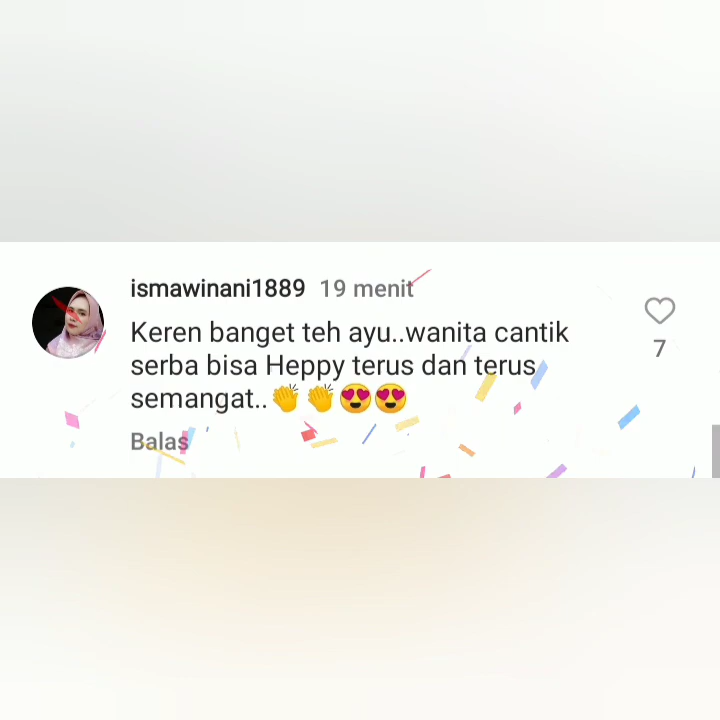 ismawinani1889 19 menit
Keren banget teh ayu..wanita cantik
serba bisa Heppy terus dan terus
semangat..👏👏😍😍
7
Balas